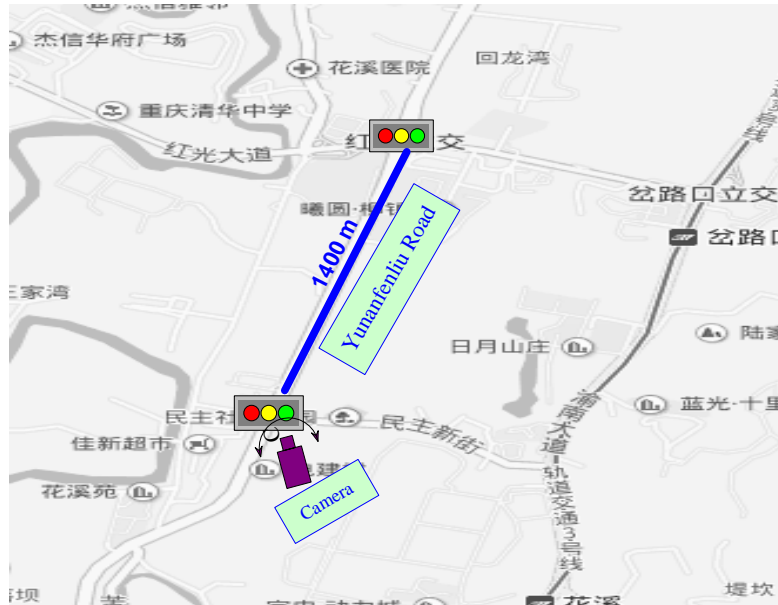 杰信华府广场
花溪医院
回龙湾
重庆清华中学
红
交
红光大道
曦圆·
岔路口立交
岔路口
1400 m
Yunanfenliu Road
王家湾
日月山庄
陆家
渝南大道
蓝光·十里
民主社
园
民主新街
佳新超市
花溪苑
Camera
轨道交通3号线
花溪
堤坎